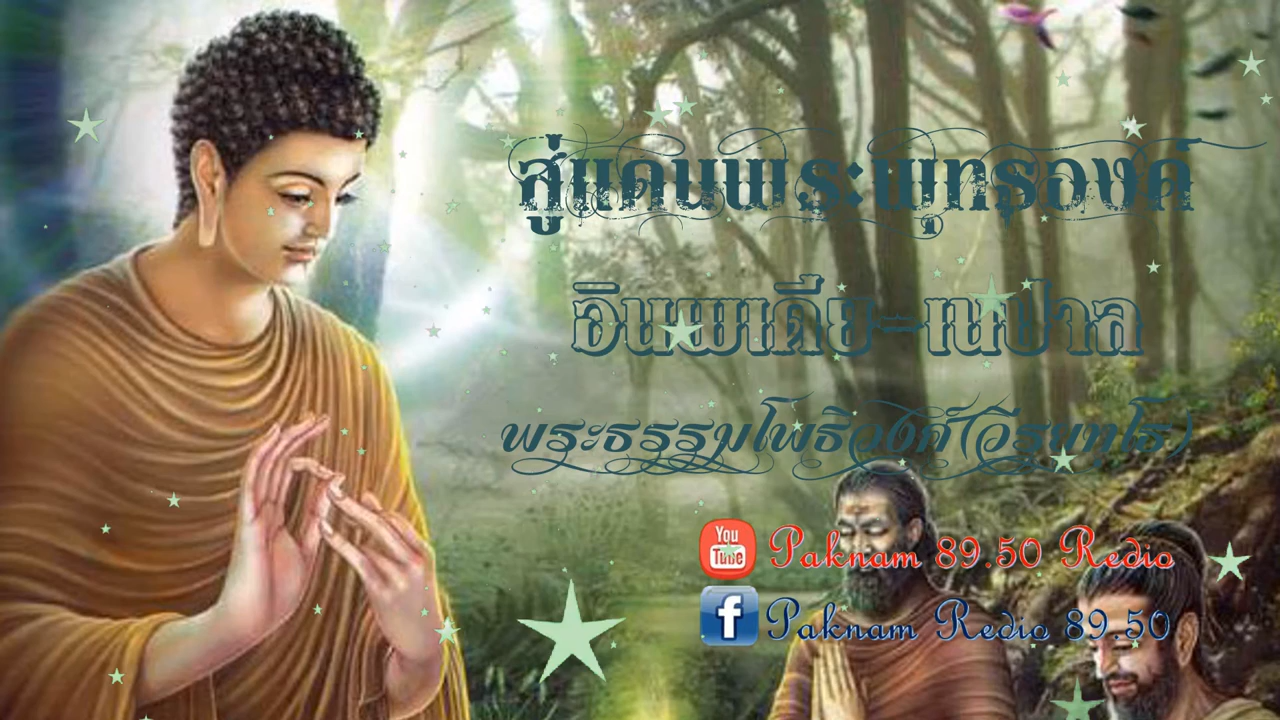 สู่แดนพระพุทธองค์
อินเดีย-เนปาล
พระธรรมโพธิวงศ์(วีรยุทฺโธ)
You Tube Paknam 89.50 Redio
f Paknam Redio 89.50